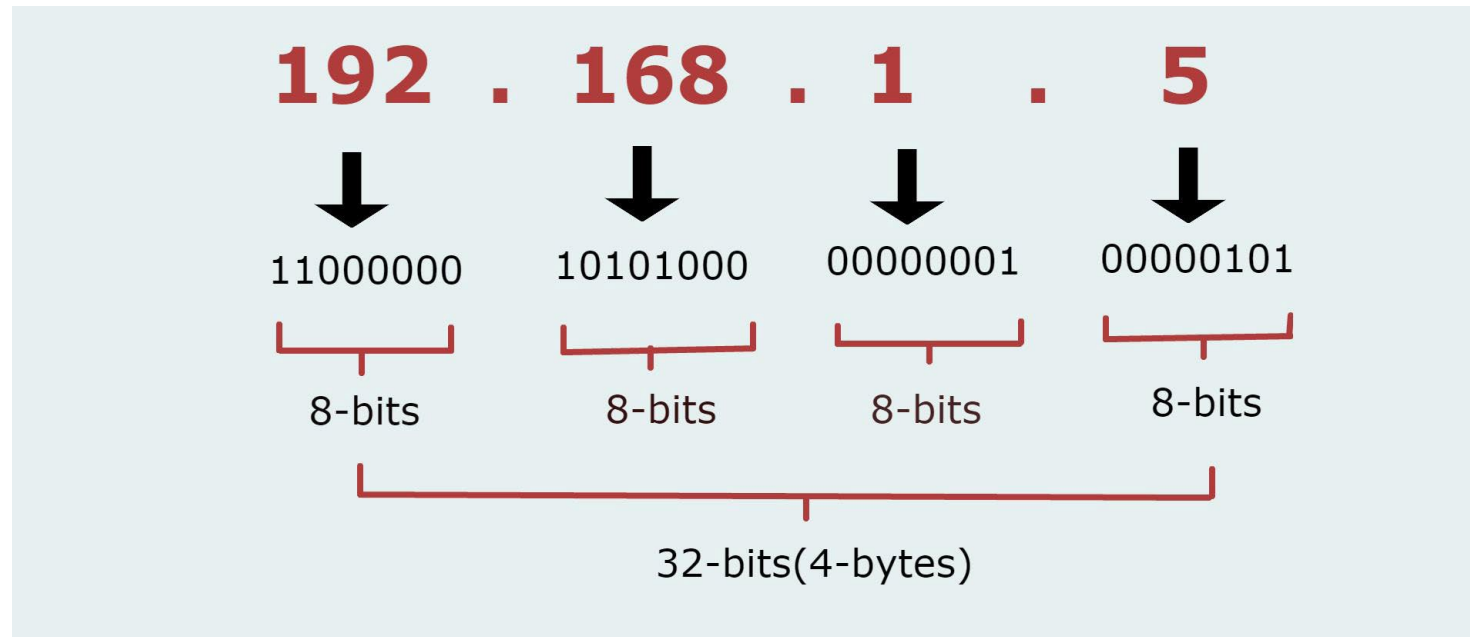 192 . 168 . 1 . 5
11000000 10101000 00000001 00000101
8-bits 8-bits 8-bits 8-bits
32-bits(4-bytes)